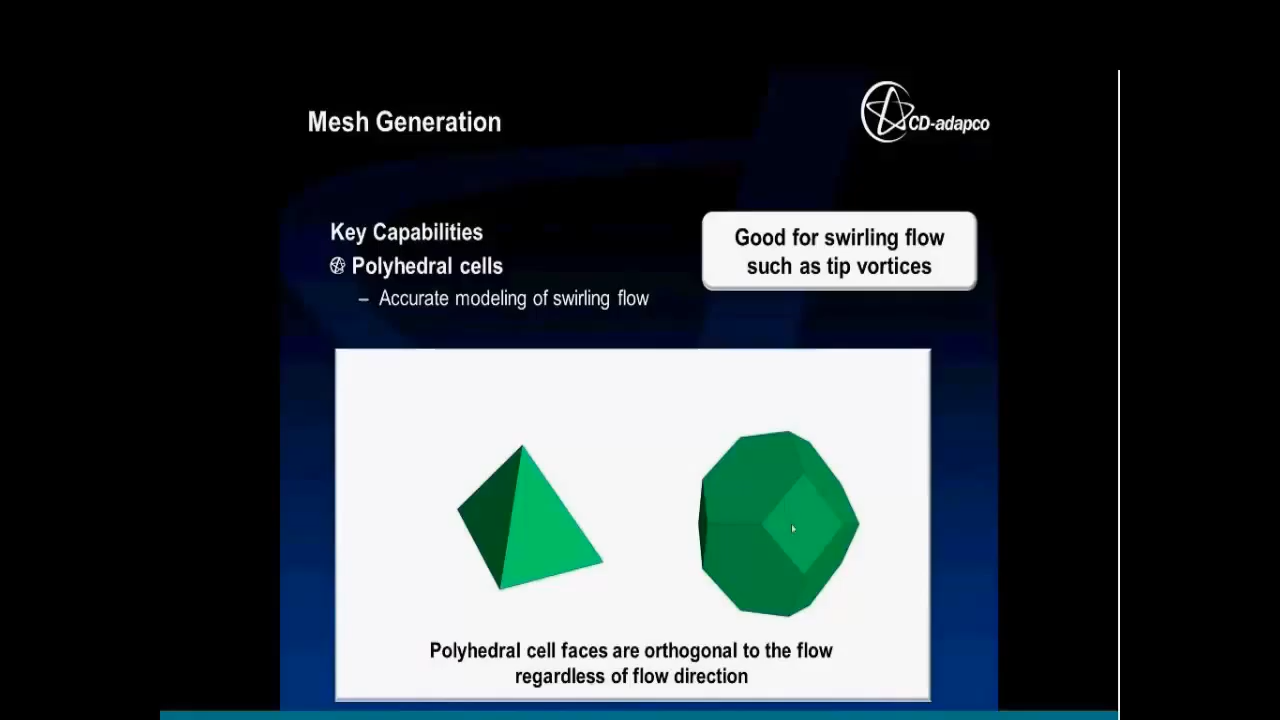 Mesh Generation
CD-adapco
Key Capabilities
Polyhedral cells
– Accurate modeling of swirling flow
Good for swirling flow
such as tip vortices
Polyhedral cell faces are orthogonal to the flow
regardless of flow direction